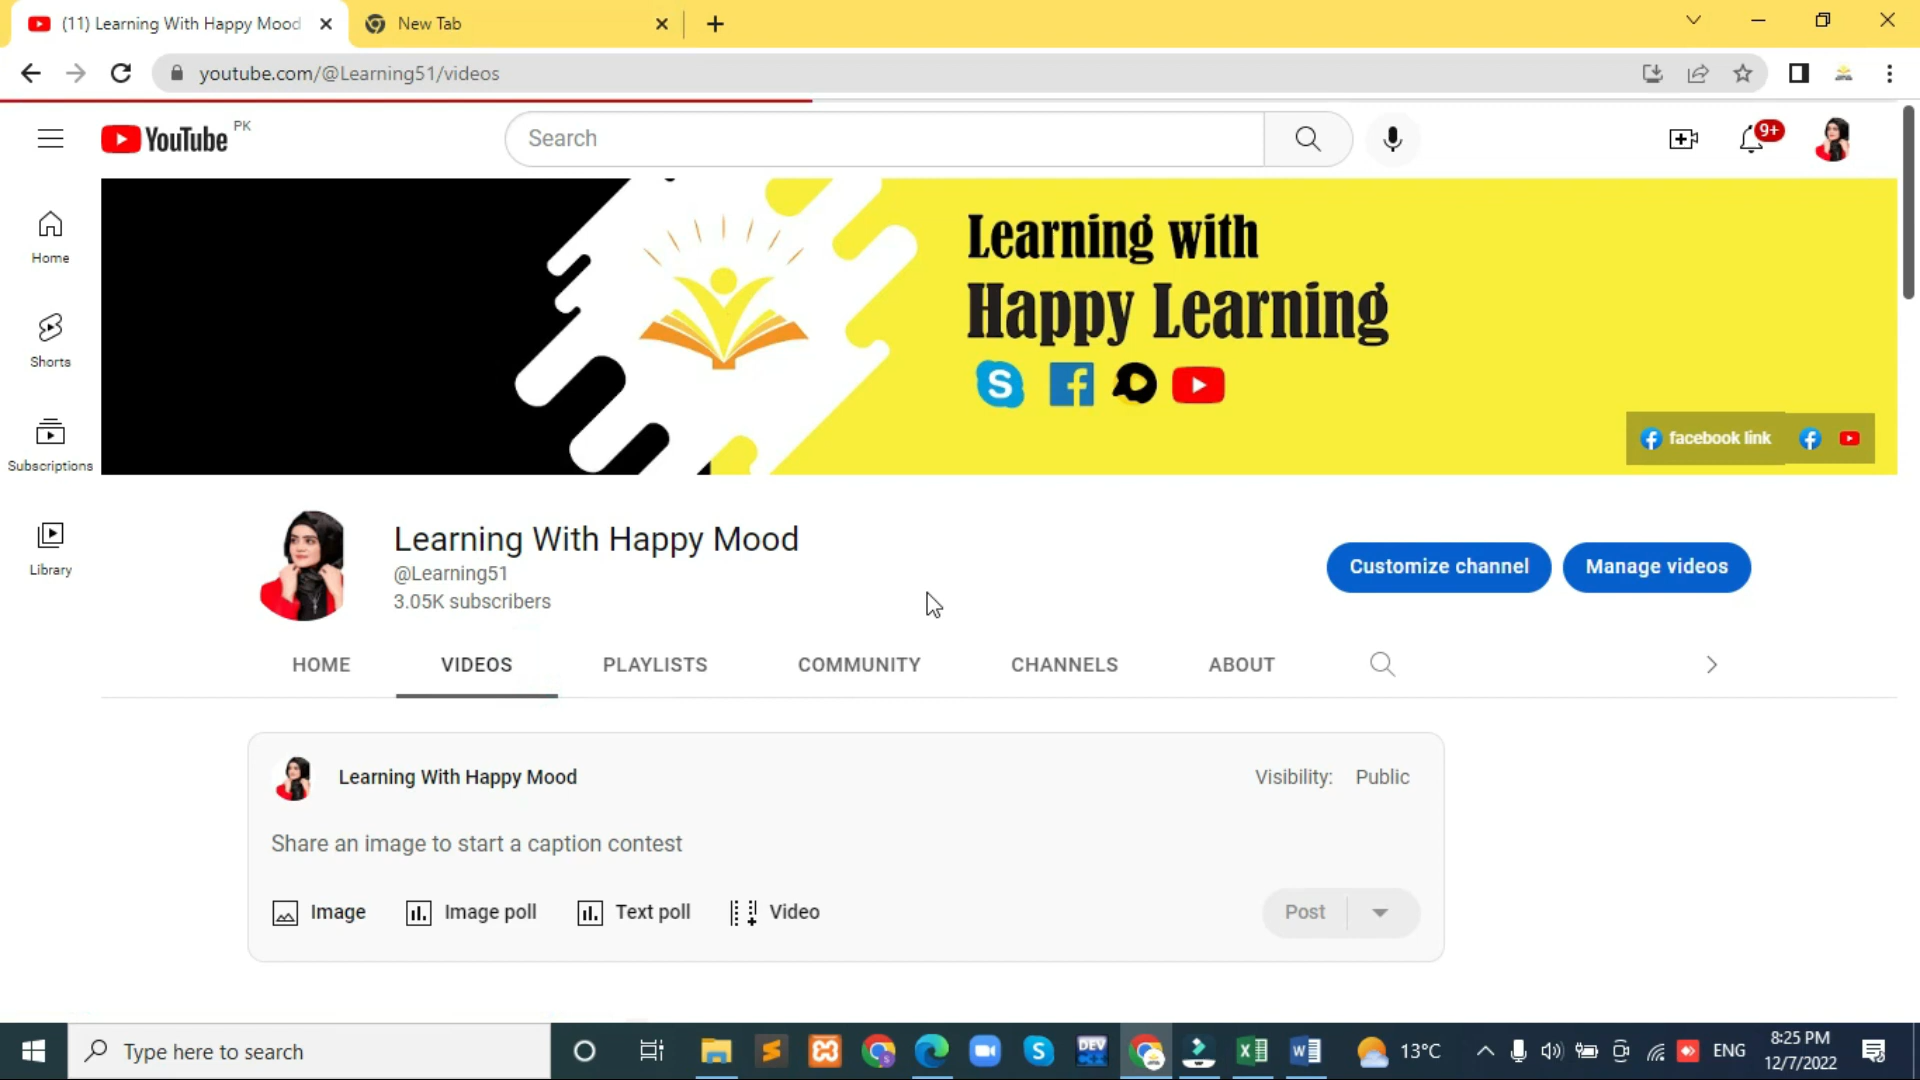 (11) Learning With Happy Mood
New Tab
youtube.com/@Learning51/videos
YouTube PK
Search
9+
Home
Shorts
Subscriptions
Library
Learning with
Happy Learning
facebook link
Learning With Happy Mood
@Learning51
3.05K subscribers
Customize channel
Manage videos
HOME
VIDEOS
PLAYLISTS
COMMUNITY
CHANNELS
ABOUT
Learning With Happy Mood
Visibility: Public
Share an image to start a caption contest
Image
Image poll
Text poll
Video
Post
Type here to search
DEV
13°C
ENG
8:25 PM
12/7/2022